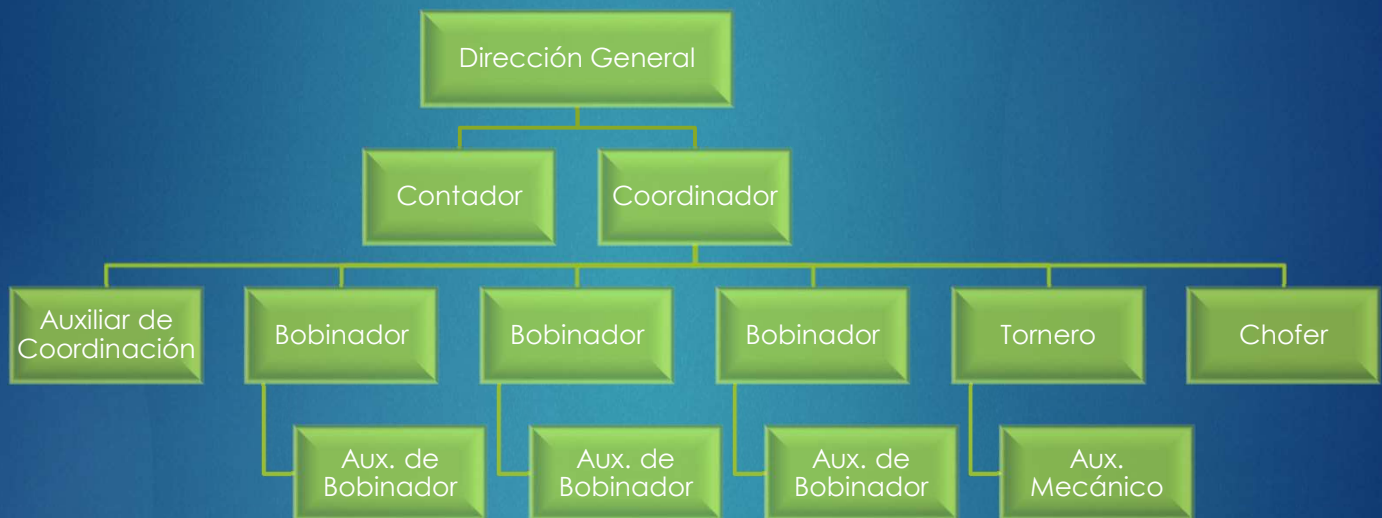 Dirección General
Contador
Coordinador
Auxiliar de
Coordinación
Bobinador
Bobinador
Bobinador
Tornero
Chofer
Aux. de
Bobinador
Aux. de
Bobinador
Aux. de
Bobinador
Aux.
Mecánico